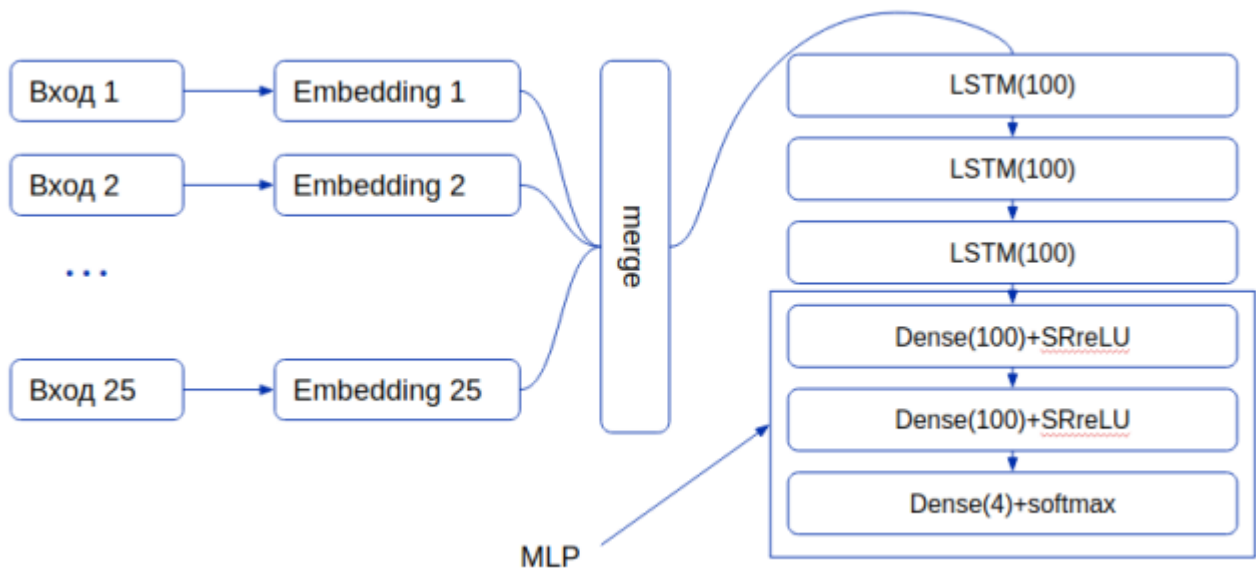 Вход 1
Embedding 1
Вход 2
Embedding 2
...
Вход 25
Embedding 25
merge
LSTM(100)
LSTM(100)
LSTM(100)
Dense(100)+SRreLU
Dense(100)+SRreLU
Dense(4)+softmax
MLP